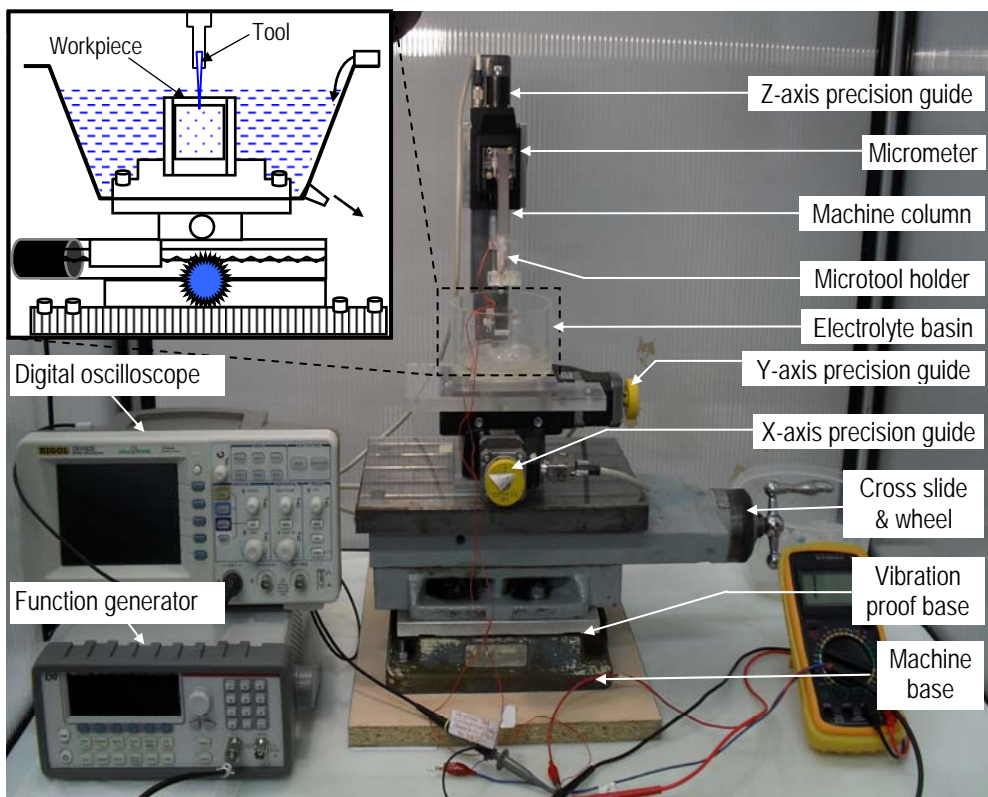 Workpiece
Tool
Z-axis precision guide
Micrometer
Machine column
Microtool holder
Electrolyte basin
Y-axis precision guide
X-axis precision guide
Cross slide
& wheel
Vibration
proof base
Machine
base
Digital oscilloscope
RIGOL
Function generator